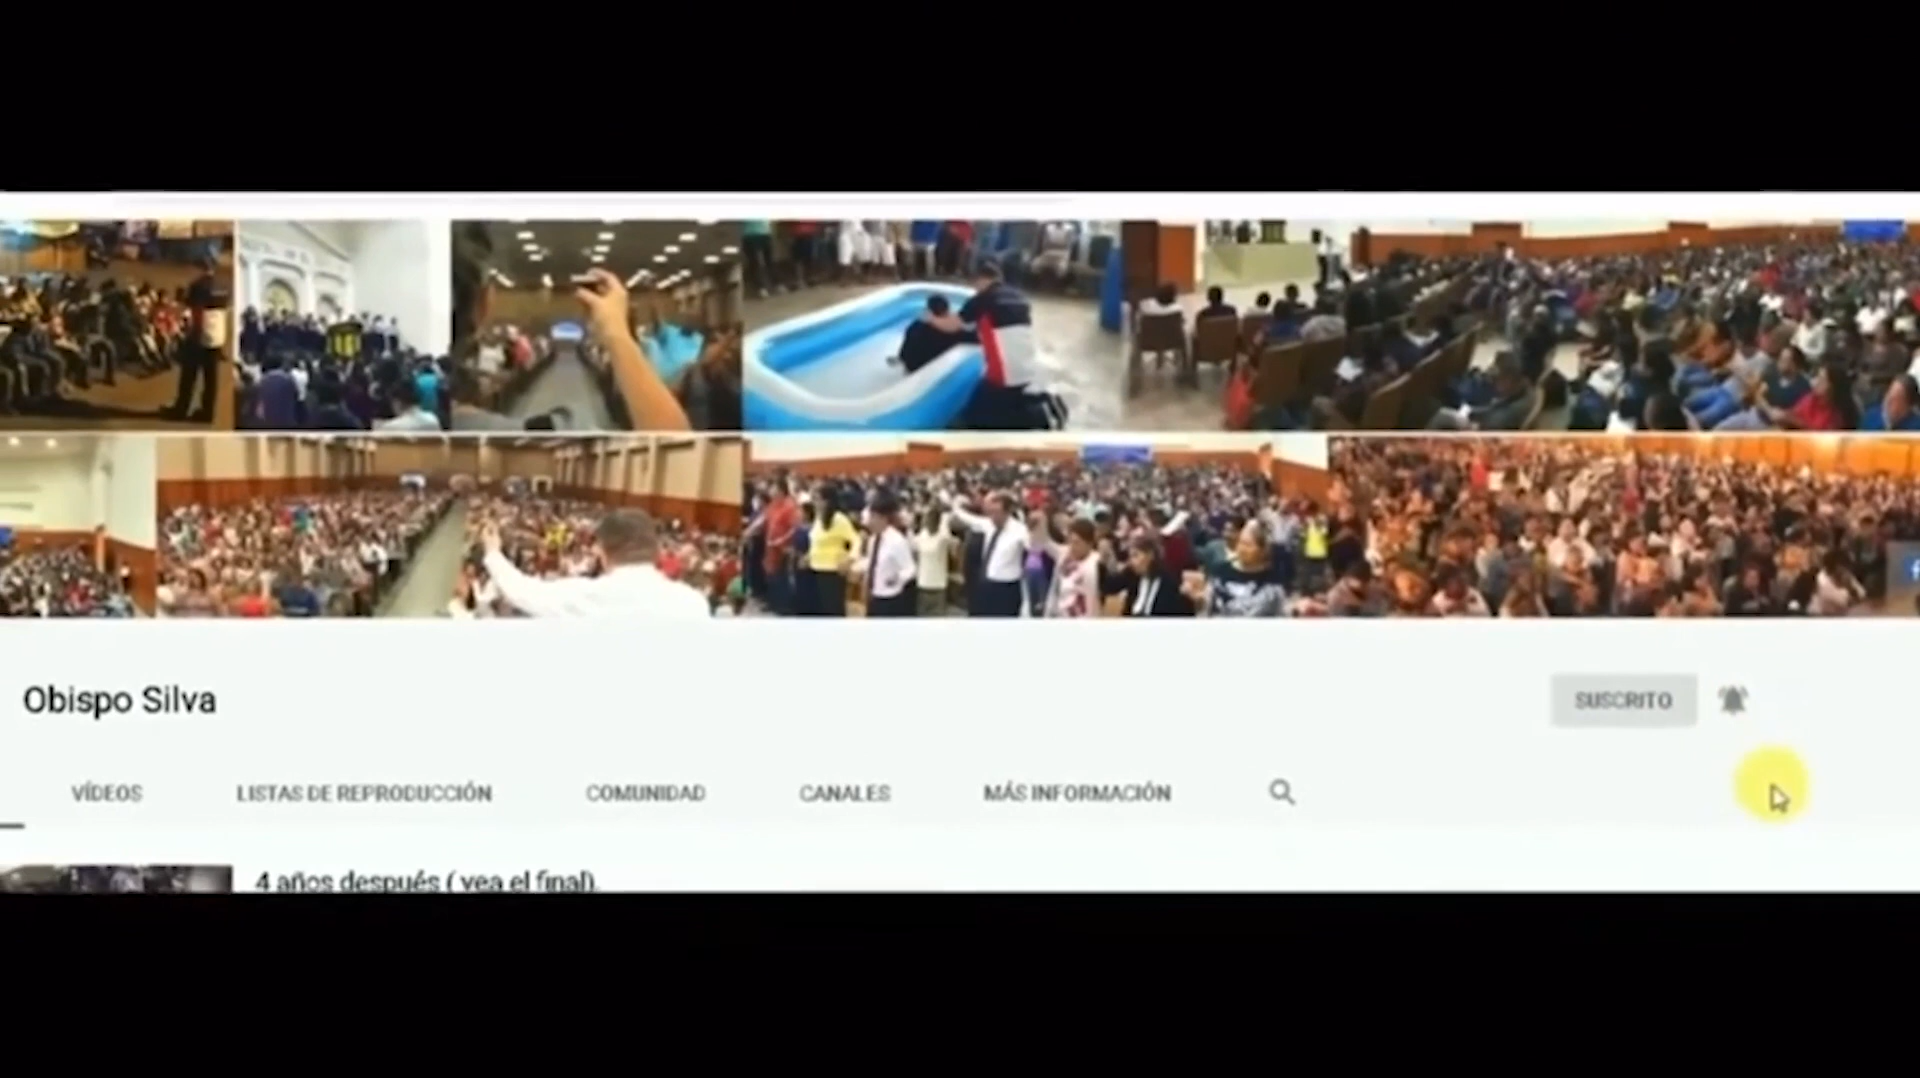 Obispo Silva
SUSCRITO
VÍDEOS LISTAS DE REPRODUCCIÓN COMUNIDAD CANALES MÁS INFORMACIÓN
4 años después ( vea el final).